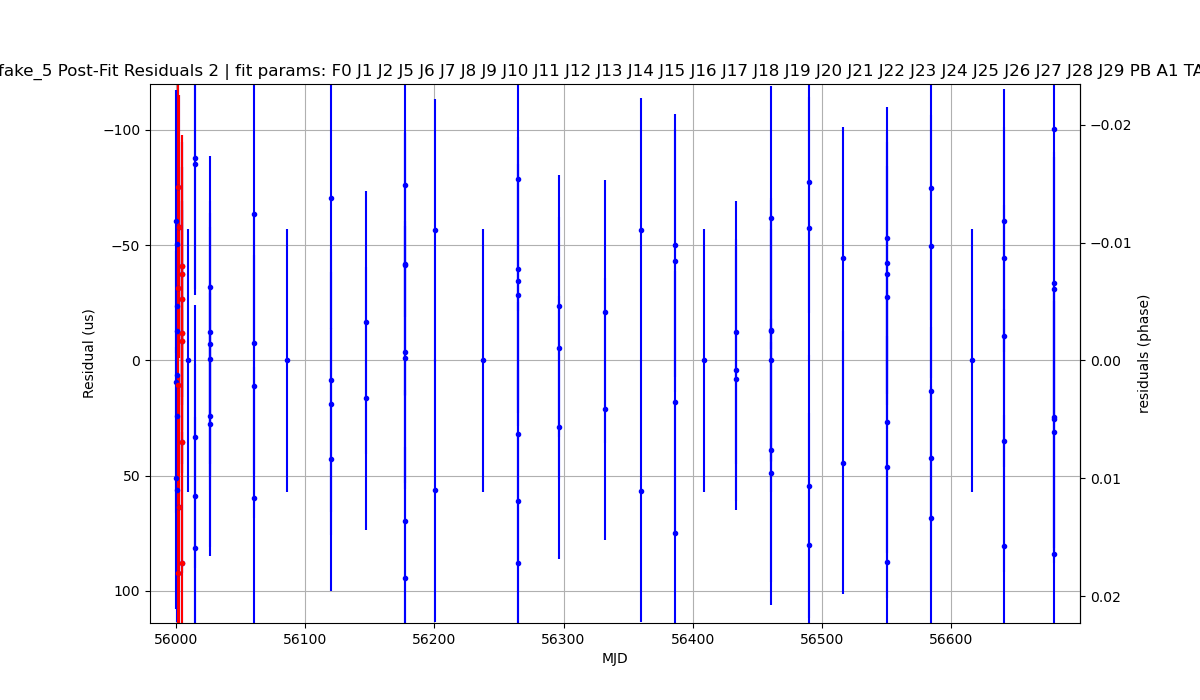 fake_5 Post-Fit Residuals 2 | fit params: F0 J1 J2 J5 J6 J7 J8 J9 J10 J11 J12 J13 J14 J15 J16 J17 J18 J19 J20 J21 J22 J23 J24 J25 J26 J27 J28 J29 PB A1 TA
−100
−50
0
50
100
Residual (us)
−0.02
−0.01
0.00
0.01
0.02
residuals (phase)
56000 56100 56200 56300 56400 56500 56600
MJD